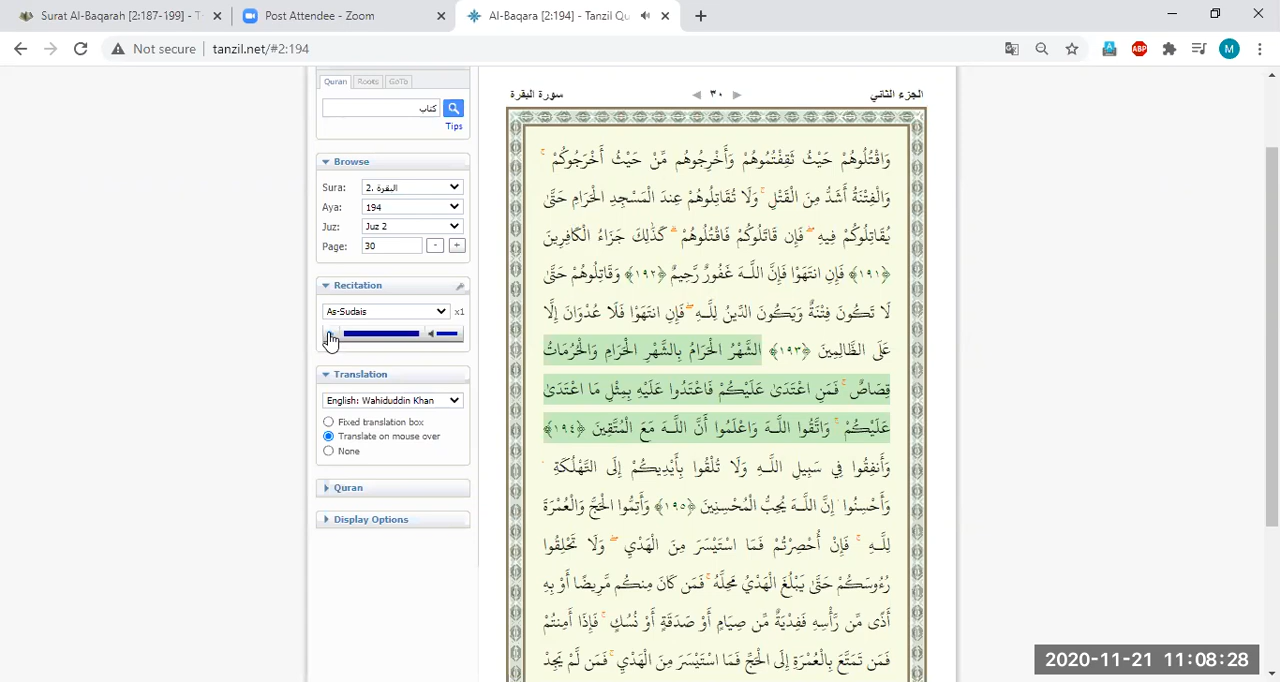 Surat Al-Baqarah [2:187-199] - T
Post Attendee - Zoom
Al-Baqara [2:194] - Tanzil Qu
Not secure
tanzil.net/#2:194
ABP
M
Quran
Roots
GoTo
كتاب
Tips
Browse
Sura:
2. البقرة
Aya:
194
Juz:
Juz 2
Page:
30
-
+
Recitation
As-Sudais
x1
Translation
English: Wahiduddin Khan
Fixed translation box
Translate on mouse over
None
Quran
Display Options
الجزء الثاني
٣٠
سورة البقرة
وَاقْتُلُوهُمْ حَيْثُ ثَقِفْتُمُوهُمْ وَأَخْرِجُوهُم مِّنْ حَيْثُ أَخْرَجُوكُمْ ۚ
وَالْفِتْنَةُ أَشَدُّ مِنَ الْقَتْلِ ۚ وَلَا تُقَاتِلُوهُمْ عِندَ الْمَسْجِدِ الْحَرَامِ حَتَّىٰ
يُقَاتِلُوكُمْ فِيهِ ۖ فَإِن قَاتَلُوكُمْ فَاقْتُلُوهُمْ ۗ كَذَٰلِكَ جَزَاءُ الْكَافِرِينَ
﴿١٩١﴾ فَإِنِ انتَهَوْا فَإِنَّ اللَّـهَ غَفُورٌ رَّحِيمٌ ﴿١٩٢﴾ وَقَاتِلُوهُمْ حَتَّىٰ
لَا تَكُونَ فِتْنَةٌ وَيَكُونَ الدِّينُ لِلَّـهِ ۖ فَإِنِ انتَهَوْا فَلَا عُدْوَانَ إِلَّا
عَلَى الظَّالِمِينَ ﴿١٩٣﴾ الشَّهْرُ الْحَرَامُ بِالشَّهْرِ الْحَرَامِ وَالْحُرُمَاتُ
قِصَاصٌ ۚ فَمَنِ اعْتَدَىٰ عَلَيْكُمْ فَاعْتَدُوا عَلَيْهِ بِمِثْلِ مَا اعْتَدَىٰ
عَلَيْكُمْ ۚ وَاتَّقُوا اللَّـهَ وَاعْلَمُوا أَنَّ اللَّـهَ مَعَ الْمُتَّقِينَ ﴿١٩٤﴾
وَأَنفِقُوا فِي سَبِيلِ اللَّـهِ وَلَا تُلْقُوا بِأَيْدِيكُمْ إِلَى التَّهْلُكَةِ ۛ
وَأَحْسِنُوا ۛ إِنَّ اللَّـهَ يُحِبُّ الْمُحْسِنِينَ ﴿١٩٥﴾ وَأَتِمُّوا الْحَجَّ وَالْعُمْرَةَ
لِلَّـهِ ۚ فَإِنْ أُحْصِرْتُمْ فَمَا اسْتَيْسَرَ مِنَ الْهَدْيِ ۖ وَلَا تَحْلِقُوا
رُءُوسَكُمْ حَتَّىٰ يَبْلُغَ الْهَدْيُ مَحِلَّهُ ۚ فَمَن كَانَ مِنكُم مَّرِيضًا أَوْ بِهِ
أَذًى مِّن رَّأْسِهِ فَفِدْيَةٌ مِّن صِيَامٍ أَوْ صَدَقَةٍ أَوْ نُسُكٍ ۚ فَإِذَا أَمِنتُمْ
فَمَن تَمَتَّعَ بِالْعُمْرَةِ إِلَى الْحَجِّ فَمَا اسْتَيْسَرَ مِنَ الْهَدْيِ ۚ فَمَن لَّمْ يَجِدْ
2020-11-21 11:08:28